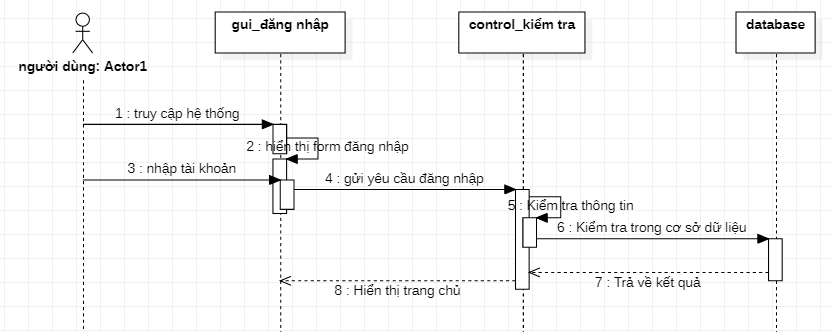 gui_đăng nhập
control_kiểm tra
database
người dùng: Actor1
1 : truy cập hệ thống
2 : hiển thị form đăng nhập
3 : nhập tài khoản
4 : gửi yêu cầu đăng nhập
5 : Kiểm tra thông tin
6 : Kiểm tra trong cơ sở dữ liệu
7 : Trả về kết quả
8 : Hiển thị trang chủ